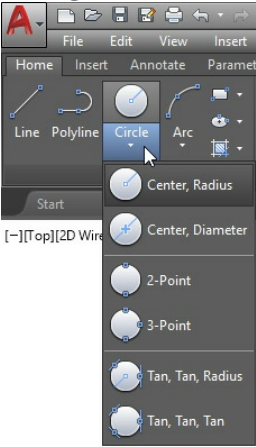 A
File Edit View Insert
Home Insert Annotate Paramet
Line Polyline Circle Arc
Start
[−][Top][2D Wire
Center, Radius
Center, Diameter
2-Point
3-Point
Tan, Tan, Radius
Tan, Tan, Tan